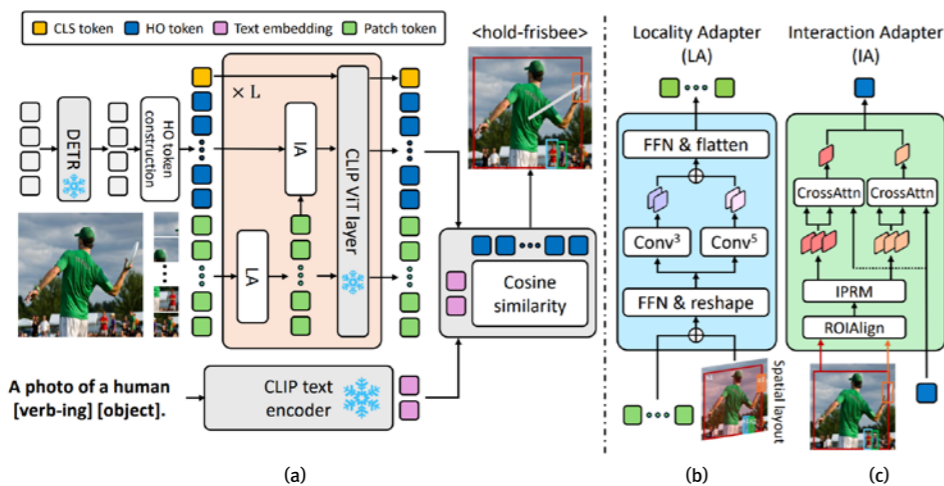 CLS token
HO token
Text embedding
Patch token
<hold-frisbee>
× L
DETR
HO token
construction
IA
LA
CLIP ViT layer
Cosine
similarity
A photo of a human
[verb-ing] [object].
CLIP text
encoder
(a)
Locality Adapter
(LA)
FFN & flatten
Conv³
Conv⁵
FFN & reshape
Spatial layout
(b)
Interaction Adapter
(IA)
CrossAttn
CrossAttn
IPRM
ROIAlign
(c)